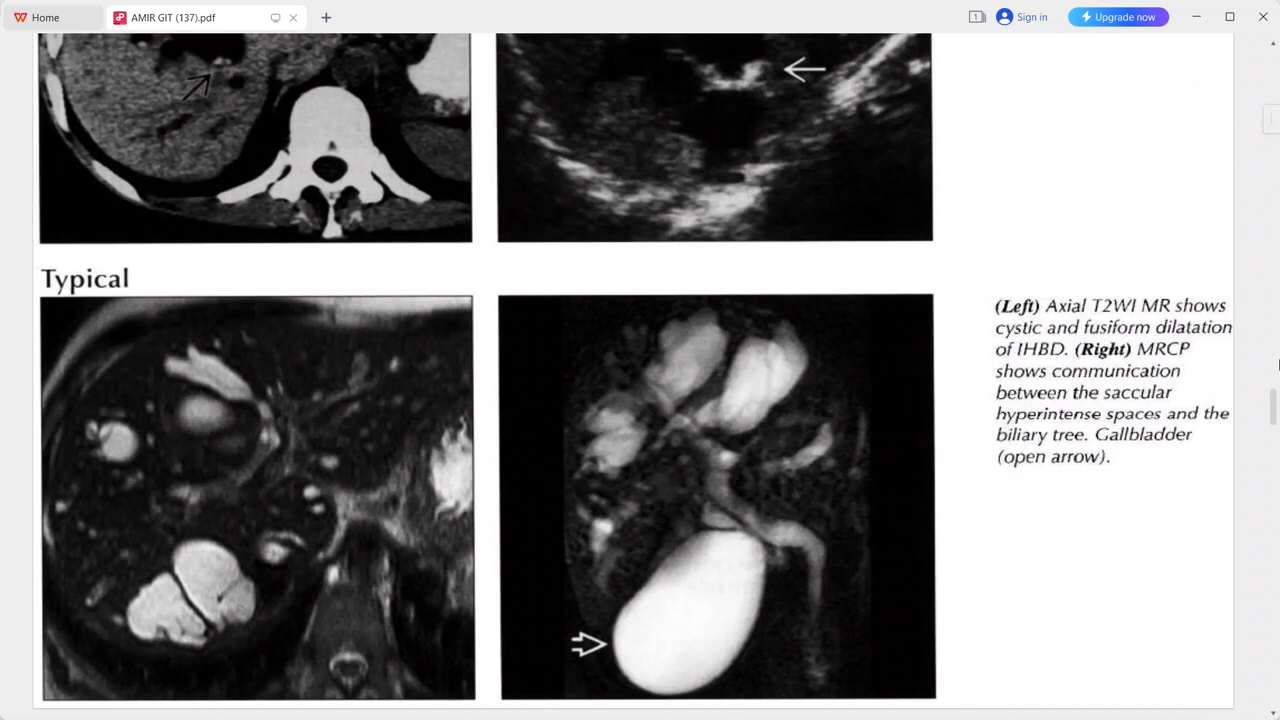 Home
AMIR GIT (137).pdf
1
Sign in
Upgrade now
Typical
(Left) Axial T2WI MR shows
cystic and fusiform dilatation
of IHBD. (Right) MRCP
shows communication
between the saccular
hyperintense spaces and the
biliary tree. Gallbladder
(open arrow).